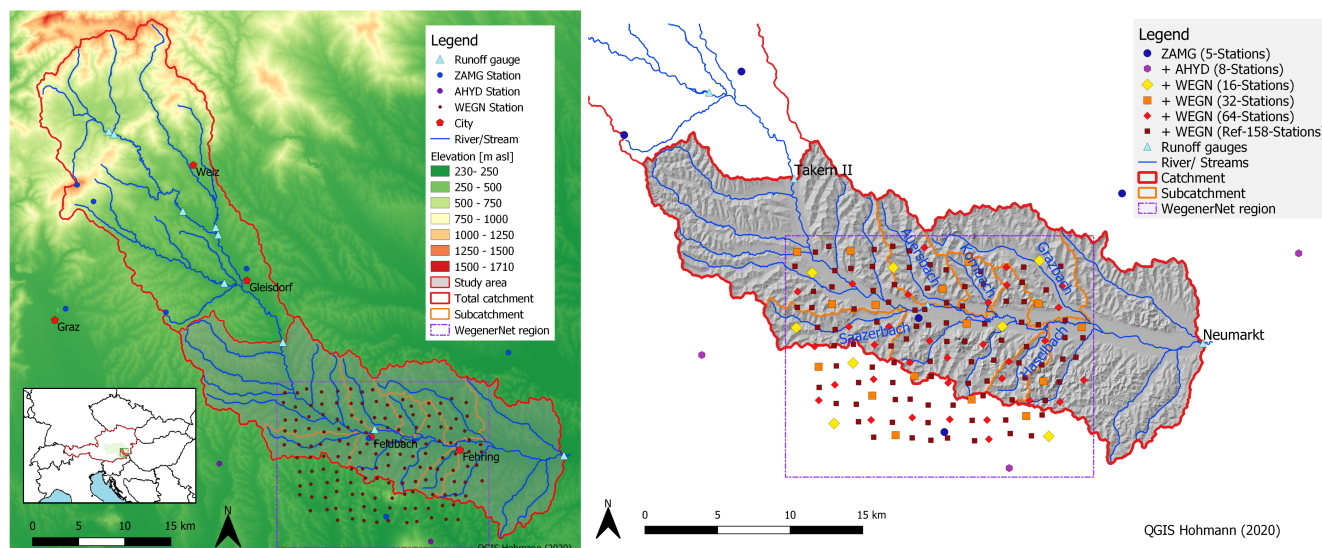 Legend
Runoff gauge
ZAMG Station
AHYD Station
WEGN Station
City
River/Stream
Elevation [m asl]
230- 250
250 - 500
500 - 750
750 - 1000
1000 - 1250
1250 - 1500
1500 - 1710
Study area
Total catchment
Subcatchment
WegenerNet region
Weiz
Gleisdorf
Graz
Feldbach
Fehring
0 5 10 15 km
N
QGIS Hohmann (2020)
Legend
ZAMG (5-Stations)
+ AHYD (8-Stations)
+ WEGN (16-Stations)
+ WEGN (32-Stations)
+ WEGN (64-Stations)
+ WEGN (Ref-158-Stations)
Runoff gauges
River/ Streams
Catchment
Subcatchment
WegenerNet region
Takern II
Auersbach
Kornbach
Grazbach
Saazerbach
Haselbach
Neumarkt
N
0 5 10 15 km
QGIS Hohmann (2020)